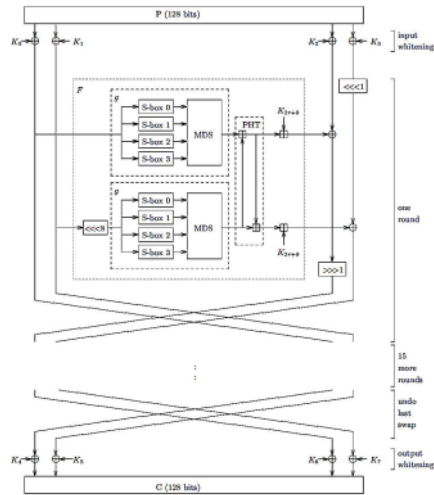 P (128 bits)
K0 K1 K2 K3
input
whitening
F
g
S-box 0
S-box 1
S-box 2
S-box 3
MDS
PHT
K2r+8
<<<1
one
round
g
<<<8
S-box 0
S-box 1
S-box 2
S-box 3
MDS
K2r+9
>>>1
15
more
rounds
undo
last
swap
K4 K5 K6 K7
output
whitening
C (128 bits)